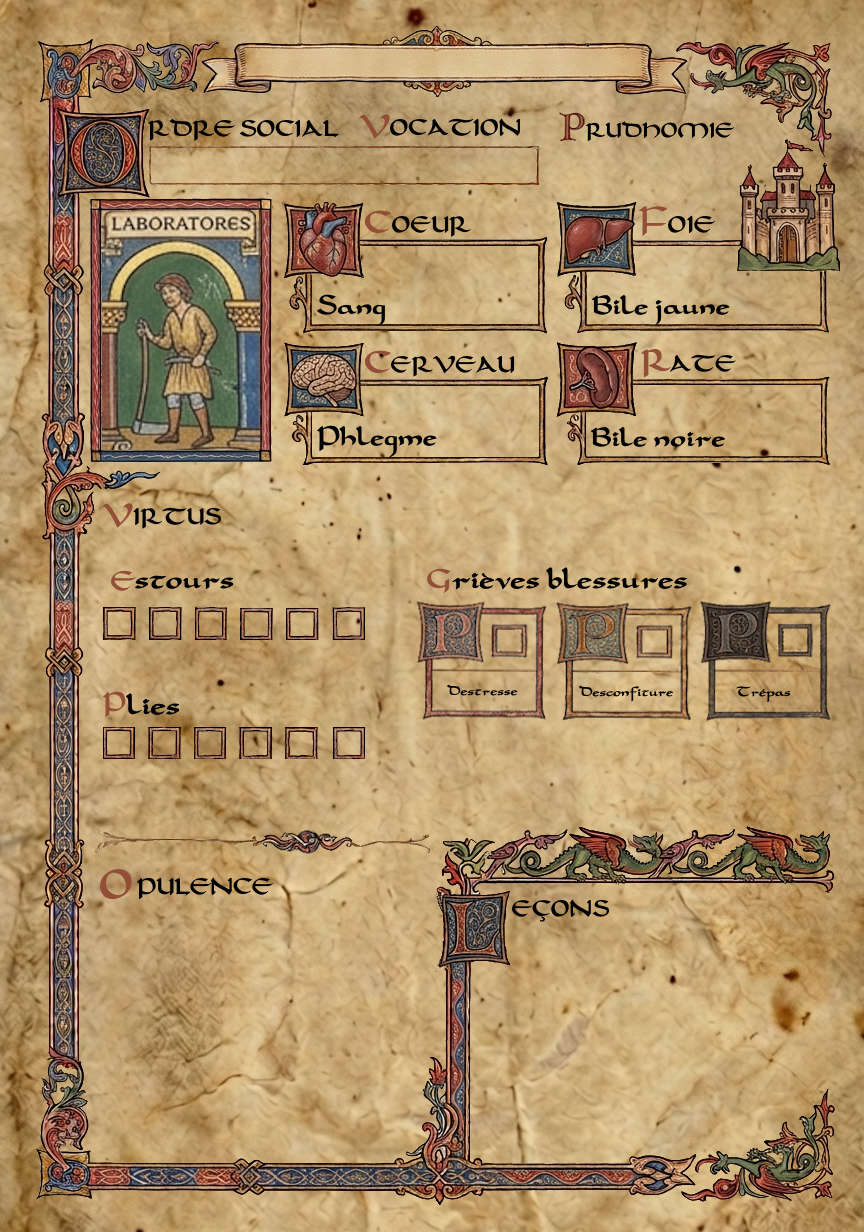 ORDRE SOCIAL VOCATION PRUDHOMIE
LABORATORES
COEUR
FOIE
Sang
Bile jaune
CERVEAU
RATE
Phlegme
Bile noire
VIRTUS
Estours
Grièves blessures
P P P
Destresse Desconfiture Trépas
Plies
OPULENCE
LEÇONS